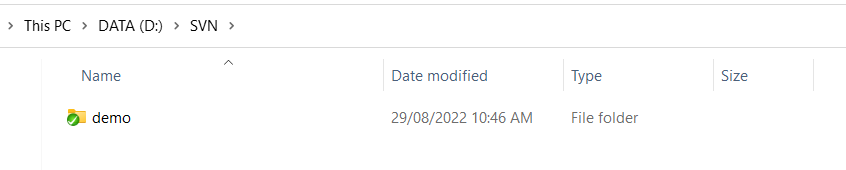 This PC DATA (D:) SVN
Name Date modified Type Size
demo 29/08/2022 10:46 AM File folder